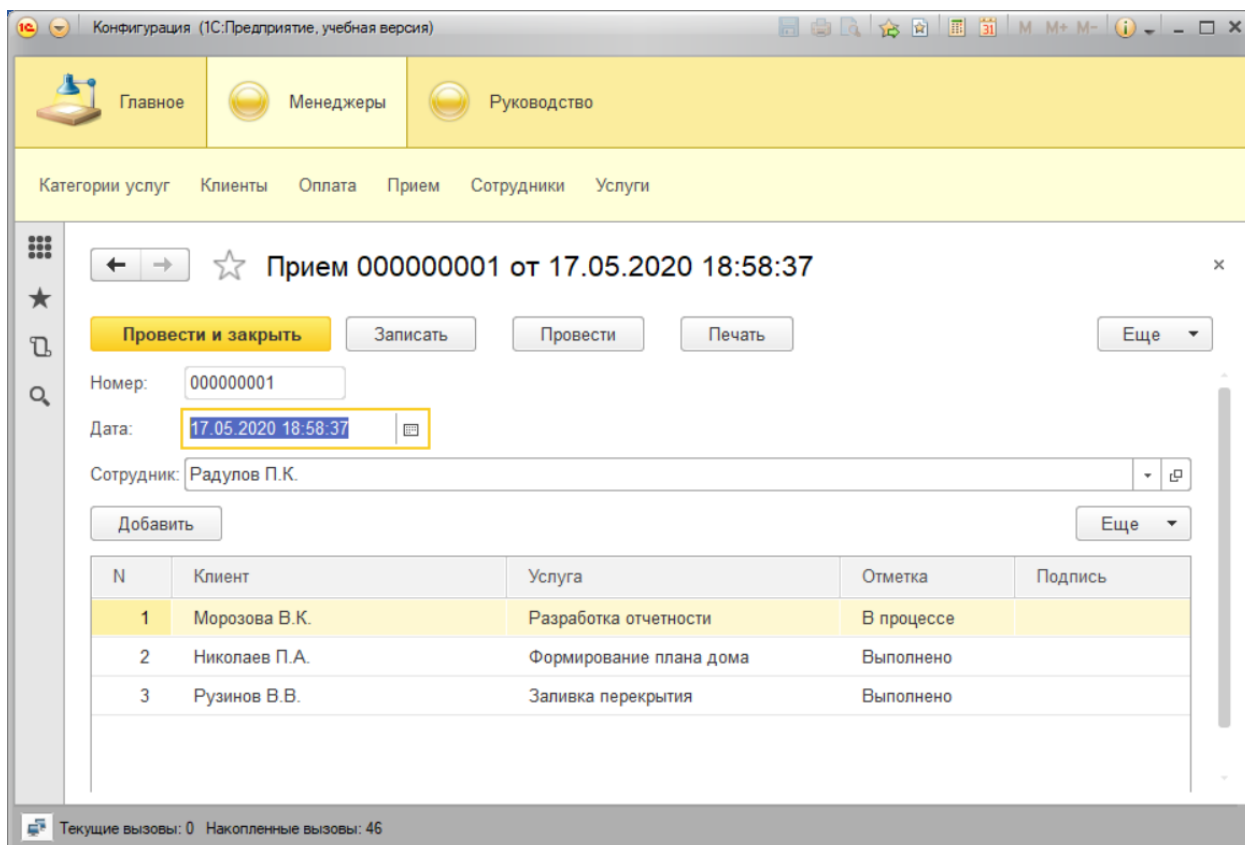 1С Конфигурация (1С:Предприятие, учебная версия) 31 M M+ M-
Главное Менеджеры Руководство
Категории услуг Клиенты Оплата Прием Сотрудники Услуги
Прием 000000001 от 17.05.2020 18:58:37
Провести и закрыть Записать Провести Печать Еще
Номер: 000000001
Дата: 17.05.2020 18:58:37
Сотрудник: Радулов П.К.
Добавить Еще
N Клиент Услуга Отметка Подпись
1 Морозова В.К. Разработка отчетности В процессе
2 Николаев П.А. Формирование плана дома Выполнено
3 Рузинов В.В. Заливка перекрытия Выполнено
Текущие вызовы: 0 Накопленные вызовы: 46